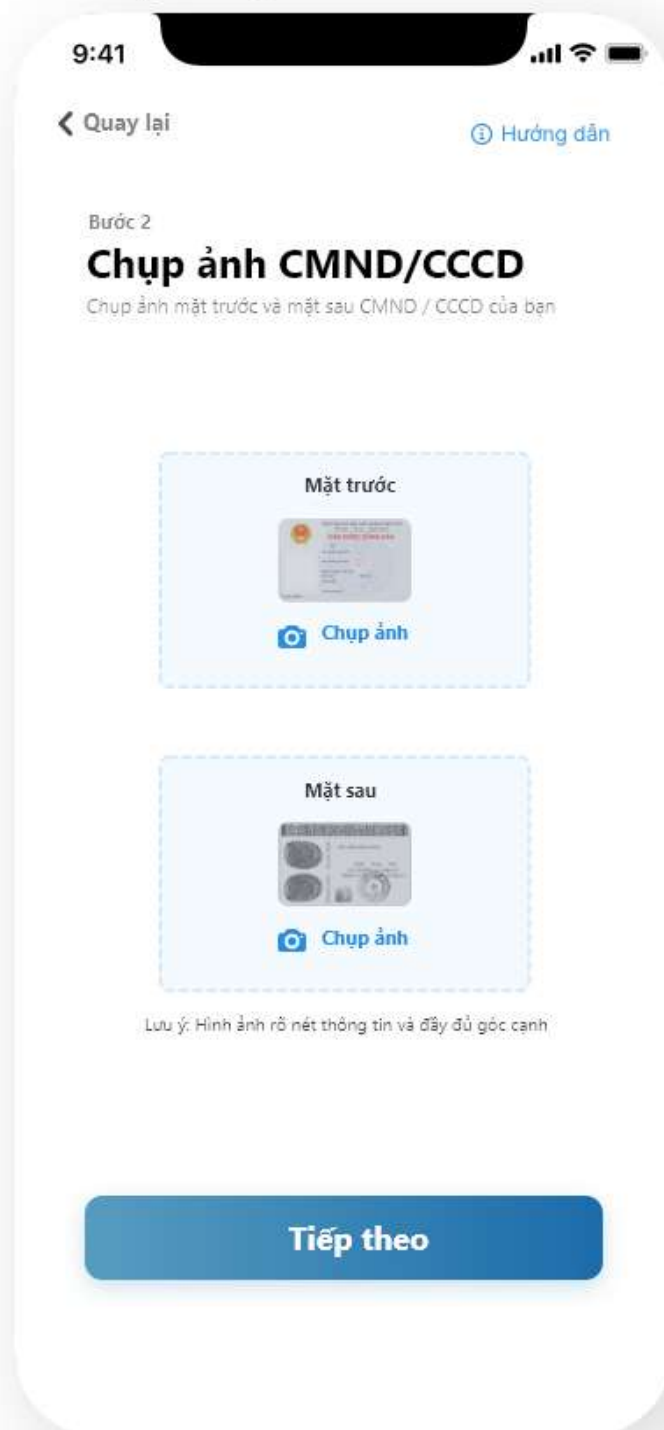 9:41
Quay lại
Hướng dẫn
Bước 2
Chụp ảnh CMND/CCCD
Chụp ảnh mặt trước và mặt sau CMND / CCCD của bạn
Mặt trước
Chụp ảnh
Mặt sau
Chụp ảnh
Lưu ý: Hình ảnh rõ nét thông tin và đầy đủ góc cạnh
Tiếp theo